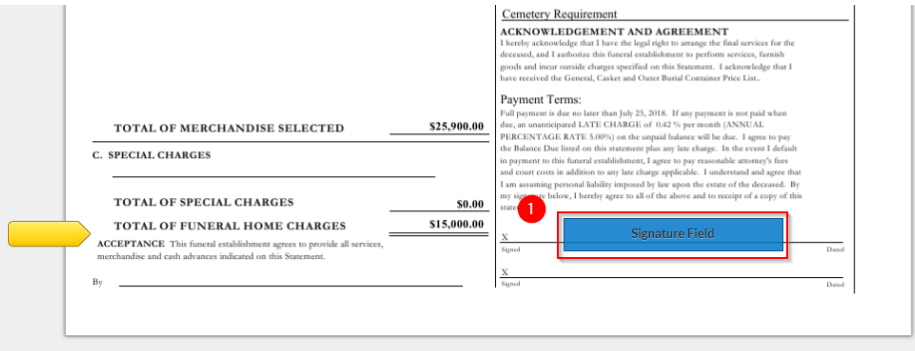 Cemetery Requirement
ACKNOWLEDGEMENT AND AGREEMENT
I hereby acknowledge that I have the legal right to arrange the final services for the
deceased, and I authorize this funeral establishment to perform services, furnish
goods and incur outside charges specified on this Statement. I acknowledge that I
have received the General, Casket and Outer Burial Container Price List..
Payment Terms:
Full payment is due no later than July 25, 2018. If any payment is not paid when
due, an unanticipated LATE CHARGE of 0.42 % per month (ANNUAL
PERCENTAGE RATE 5.00%) on the unpaid balance will be due. I agree to pay
the Balance Due listed on this statement plus any late charge. In the event I default
in payment to this funeral establishment, I agree to pay reasonable attorney's fees
and court costs in addition to any late charge applicable. I understand and agree that
I am assuming personal liability imposed by law upon the estate of the deceased. By
my below, I hereby agree to all of the above and to receipt of a copy of this
1
X
Signature Field
Signed Dated
X
Signed Dated
TOTAL OF MERCHANDISE SELECTED $25,900.00
C. SPECIAL CHARGES
TOTAL OF SPECIAL CHARGES $0.00
TOTAL OF FUNERAL HOME CHARGES $15,000.00
ACCEPTANCE This funeral establishment agrees to provide all services,
merchandise and cash advances indicated on this Statement.
By